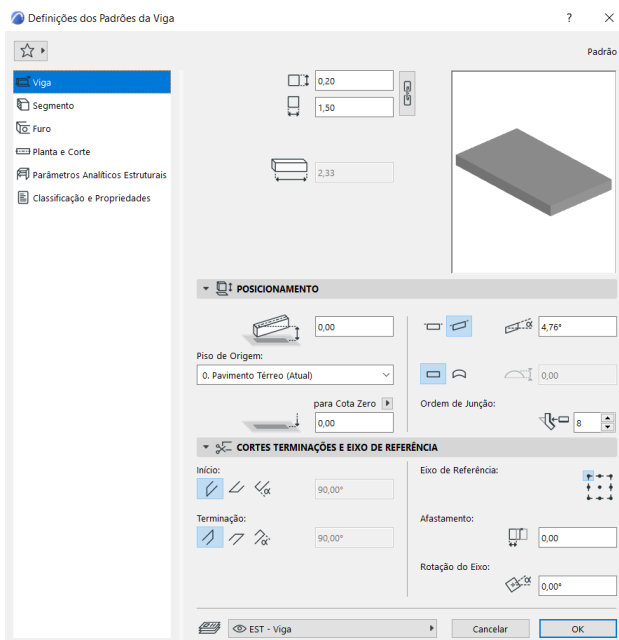 Definições dos Padrões da Viga
?
Padrão
Viga
Segmento
Furo
Planta e Corte
Parâmetros Analíticos Estruturais
Classificação e Propriedades
0,20
1,50
2,33
POSICIONAMENTO
0,00
α
4,76°
Piso de Origem:
0. Pavimento Térreo (Atual)
0,00
para Cota Zero
Ordem de Junção:
0,00
8
CORTES TERMINAÇÕES E EIXO DE REFERÊNCIA
Início:
Eixo de Referência:
α
90,00°
Terminação:
Afastamento:
α
90,00°
0,00
Rotação do Eixo:
α
0,00°
EST - Viga
Cancelar
OK